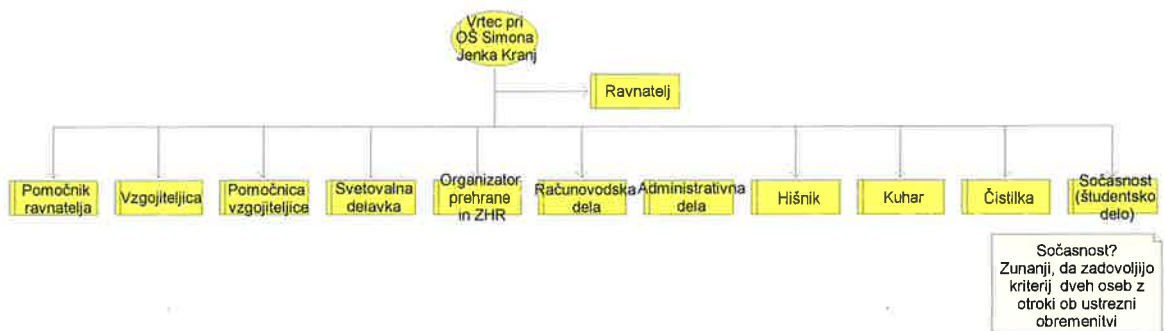 Vrtec pri
OŠ Simona
Jenka Kranj
Ravnatelj
Pomočnik
ravnatelja
Vzgojiteljica
Pomočnica
vzgojiteljice
Svetovalna
delavka
Organizator
prehrane
in ZHR
Računovodska
dela
Administrativna
dela
Hišnik
Kuhar
Čistilka
Sočasnost
(študentsko
delo)
Sočasnost?
Zunanji, da zadovoljijo
kriterij dveh oseb z
otroki ob ustrezni
obremenitvi